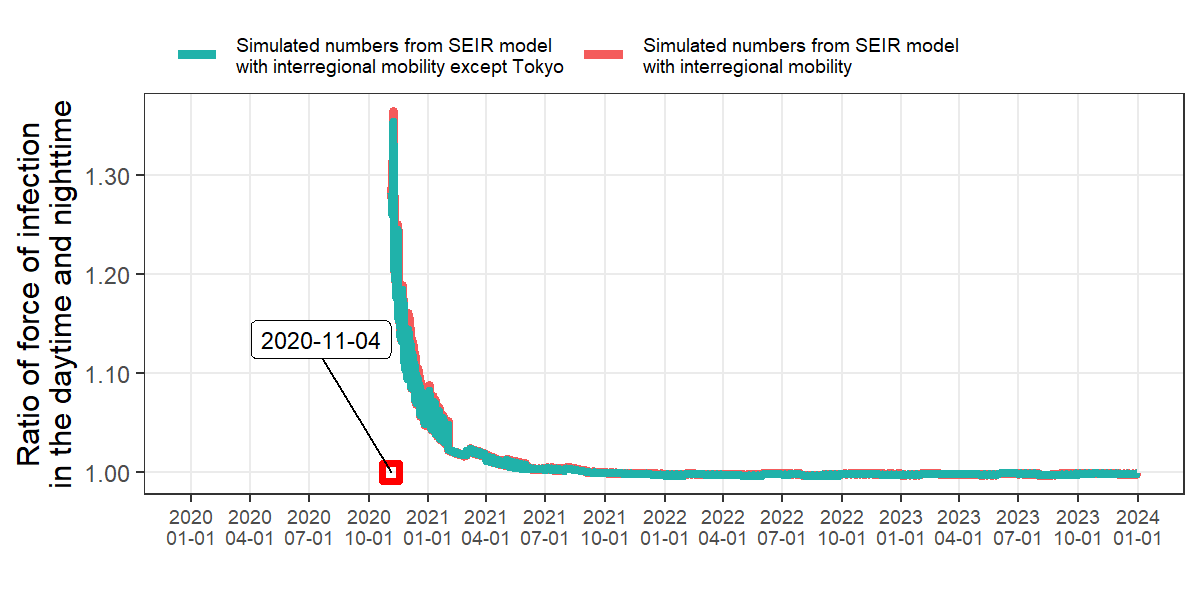 Simulated numbers from SEIR model
with interregional mobility except Tokyo
Simulated numbers from SEIR model
with interregional mobility
Ratio of force of infection
in the daytime and nighttime
1.30
1.20
1.10
1.00
2020-11-04
2020 2020 2020 2020 2021 2021 2021 2021 2022 2022 2022 2022 2023 2023 2023 2023 2024
01-01 04-01 07-01 10-01 01-01 04-01 07-01 10-01 01-01 04-01 07-01 10-01 01-01 04-01 07-01 10-01 01-01